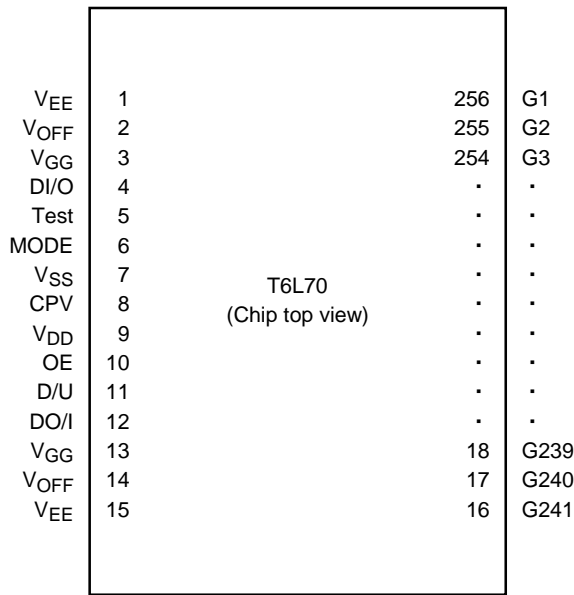 VEE 1 256 G1
VOFF 2 255 G2
VGG 3 254 G3
DI/O 4 · ·
Test 5 · ·
MODE 6 · ·
VSS 7 · ·
T6L70
CPV 8 · ·
(Chip top view)
VDD 9 · ·
OE 10 · ·
D/U 11 · ·
DO/I 12 · ·
VGG 13 18 G239
VOFF 14 17 G240
VEE 15 16 G241